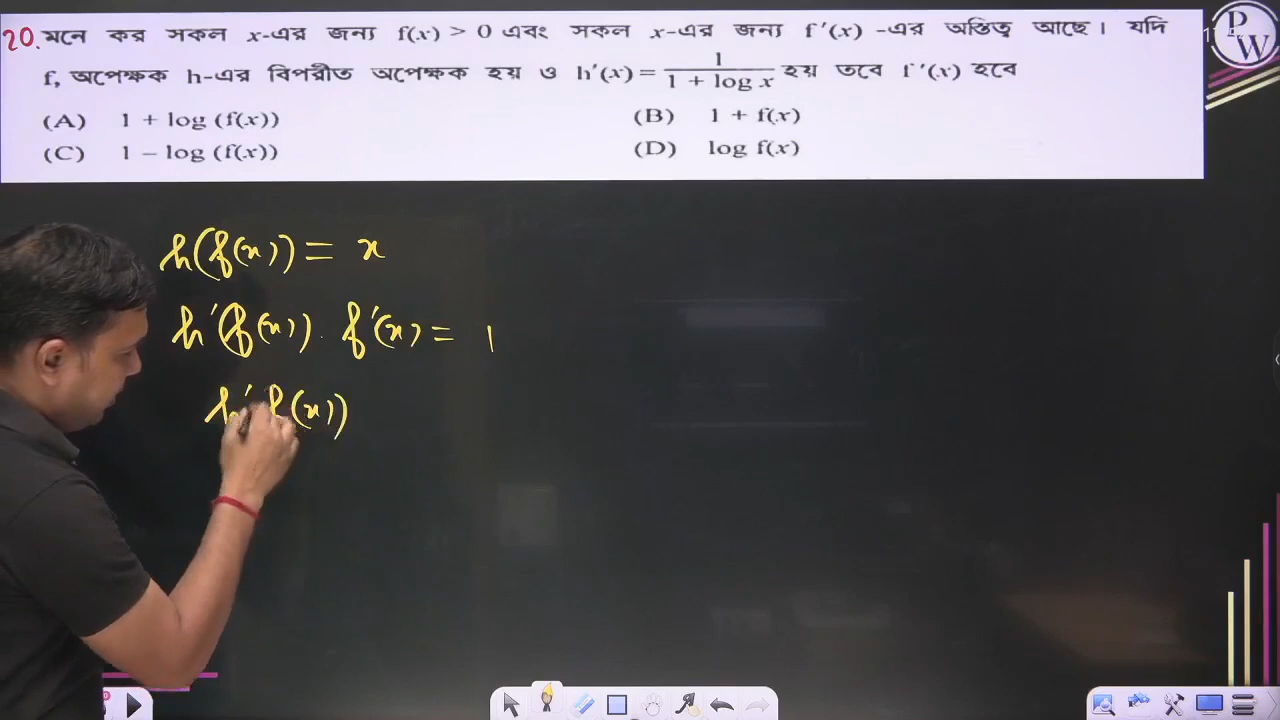 20. মনে কর সকল x-এর জন্য f(x) > 0 এবং সকল x-এর জন্য f′(x) -এর অস্তিত্ব আছে। যদি
f, অপেক্ষক h-এর বিপরীত অপেক্ষক হয় ও h′(x) = 1 / (1 + log x) হয় তবে f′(x) হবে
(A) 1 + log (f(x)) (B) 1 + f(x)
(C) 1 – log (f(x)) (D) log f(x)
h(f(x)) = x
h′(f(x)) . f′(x) = 1
h′ f(x))
P
W